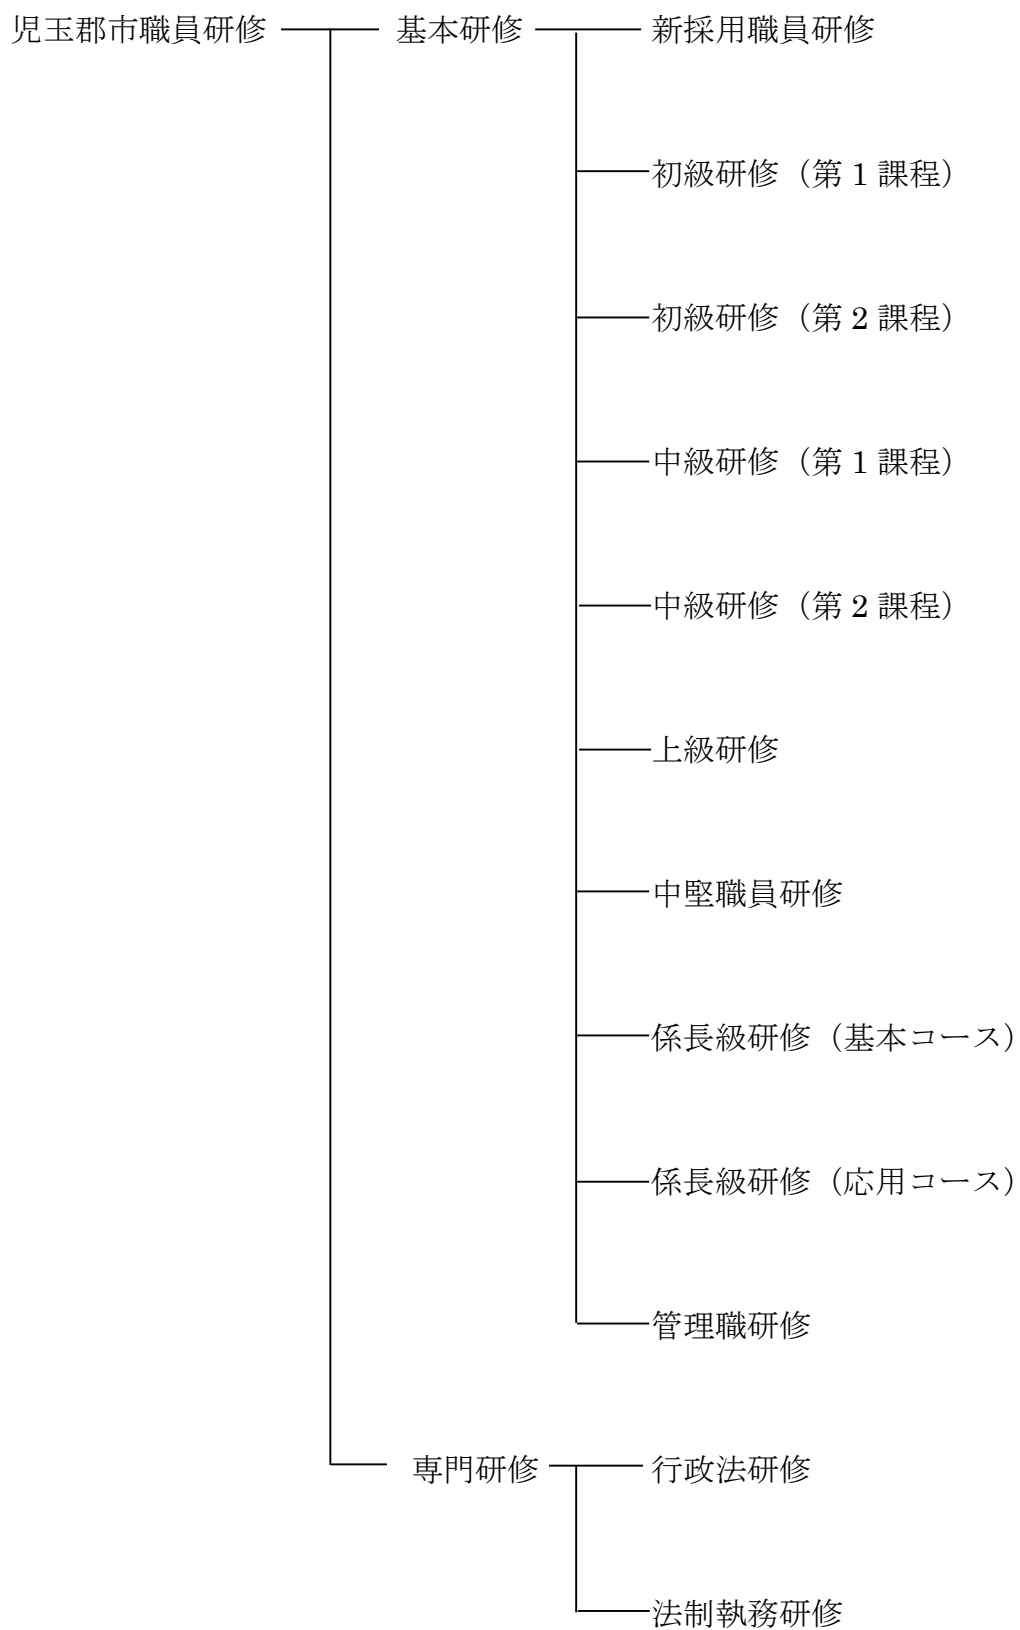 児玉郡市職員研修 基本研修 新採用職員研修
初級研修（第 1 課程）
初級研修（第 2 課程）
中級研修（第 1 課程）
中級研修（第 2 課程）
上級研修
中堅職員研修
係長級研修（基本コース）
係長級研修（応用コース）
管理職研修
専門研修 行政法研修
法制執務研修